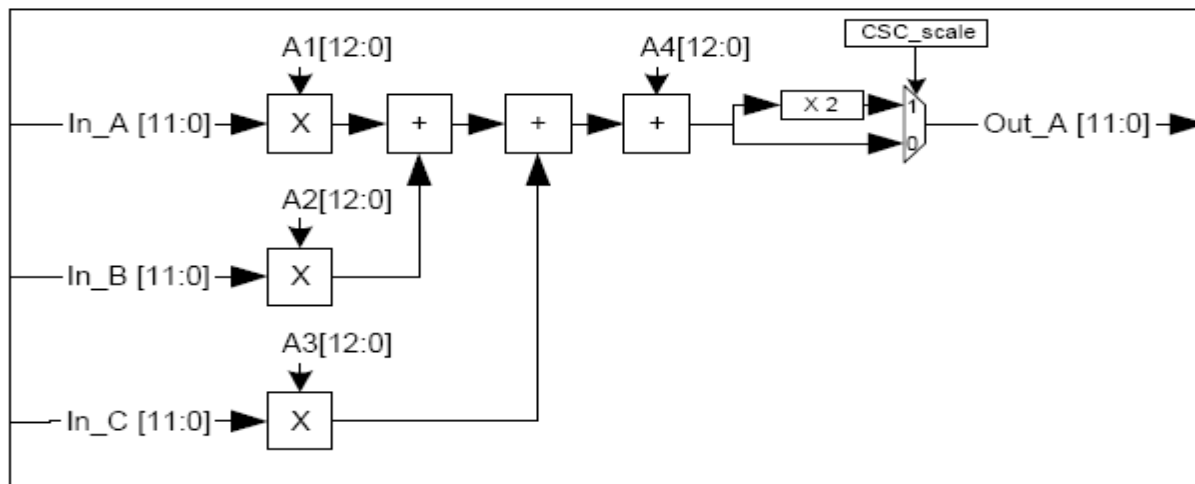 CSC_scale
A1[12:0]
A4[12:0]
In_A [11:0]
X
+
+
+
X 2
1
0
Out_A [11:0]
A2[12:0]
In_B [11:0]
X
A3[12:0]
In_C [11:0]
X